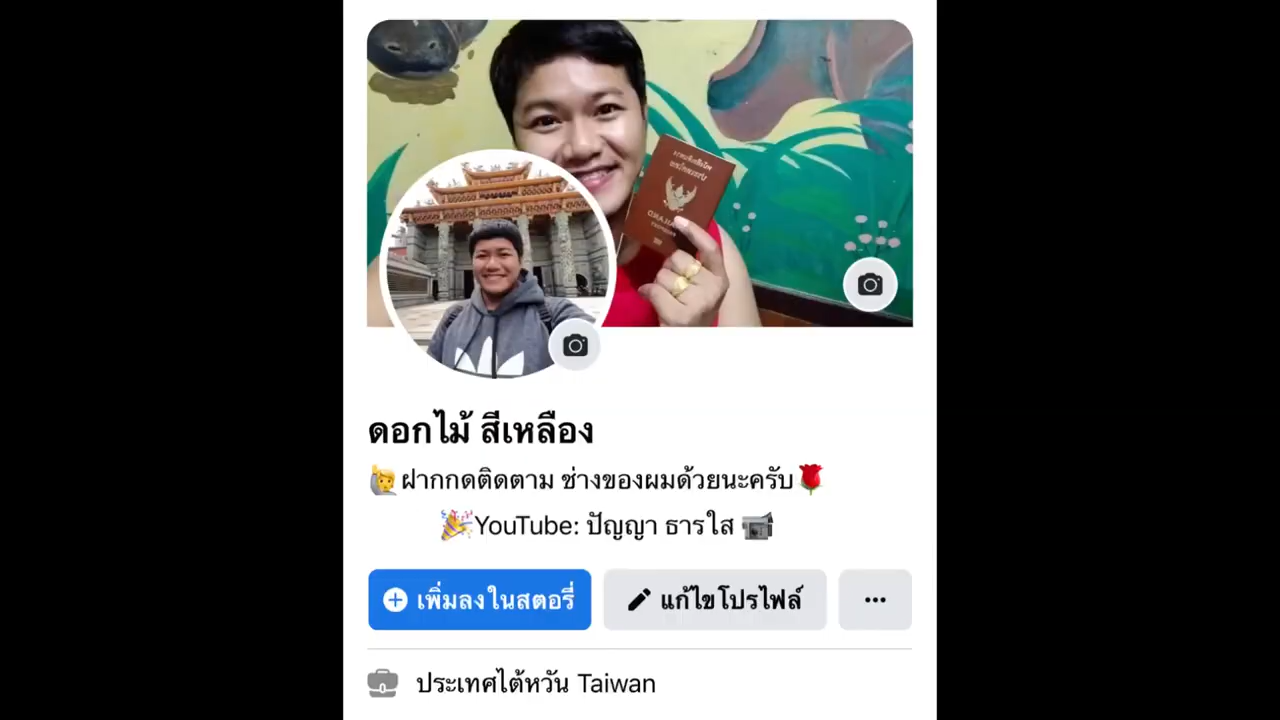 ดอกไม้ สีเหลือง
🙋ฝากกดติดตาม ช่างของผมด้วยนะครับ🌹
🎉YouTube: ปัญญา ธารใส 📹
เพิ่มลงในสตอรี่
แก้ไขโปรไฟล์
ประเทศไต้หวัน Taiwan